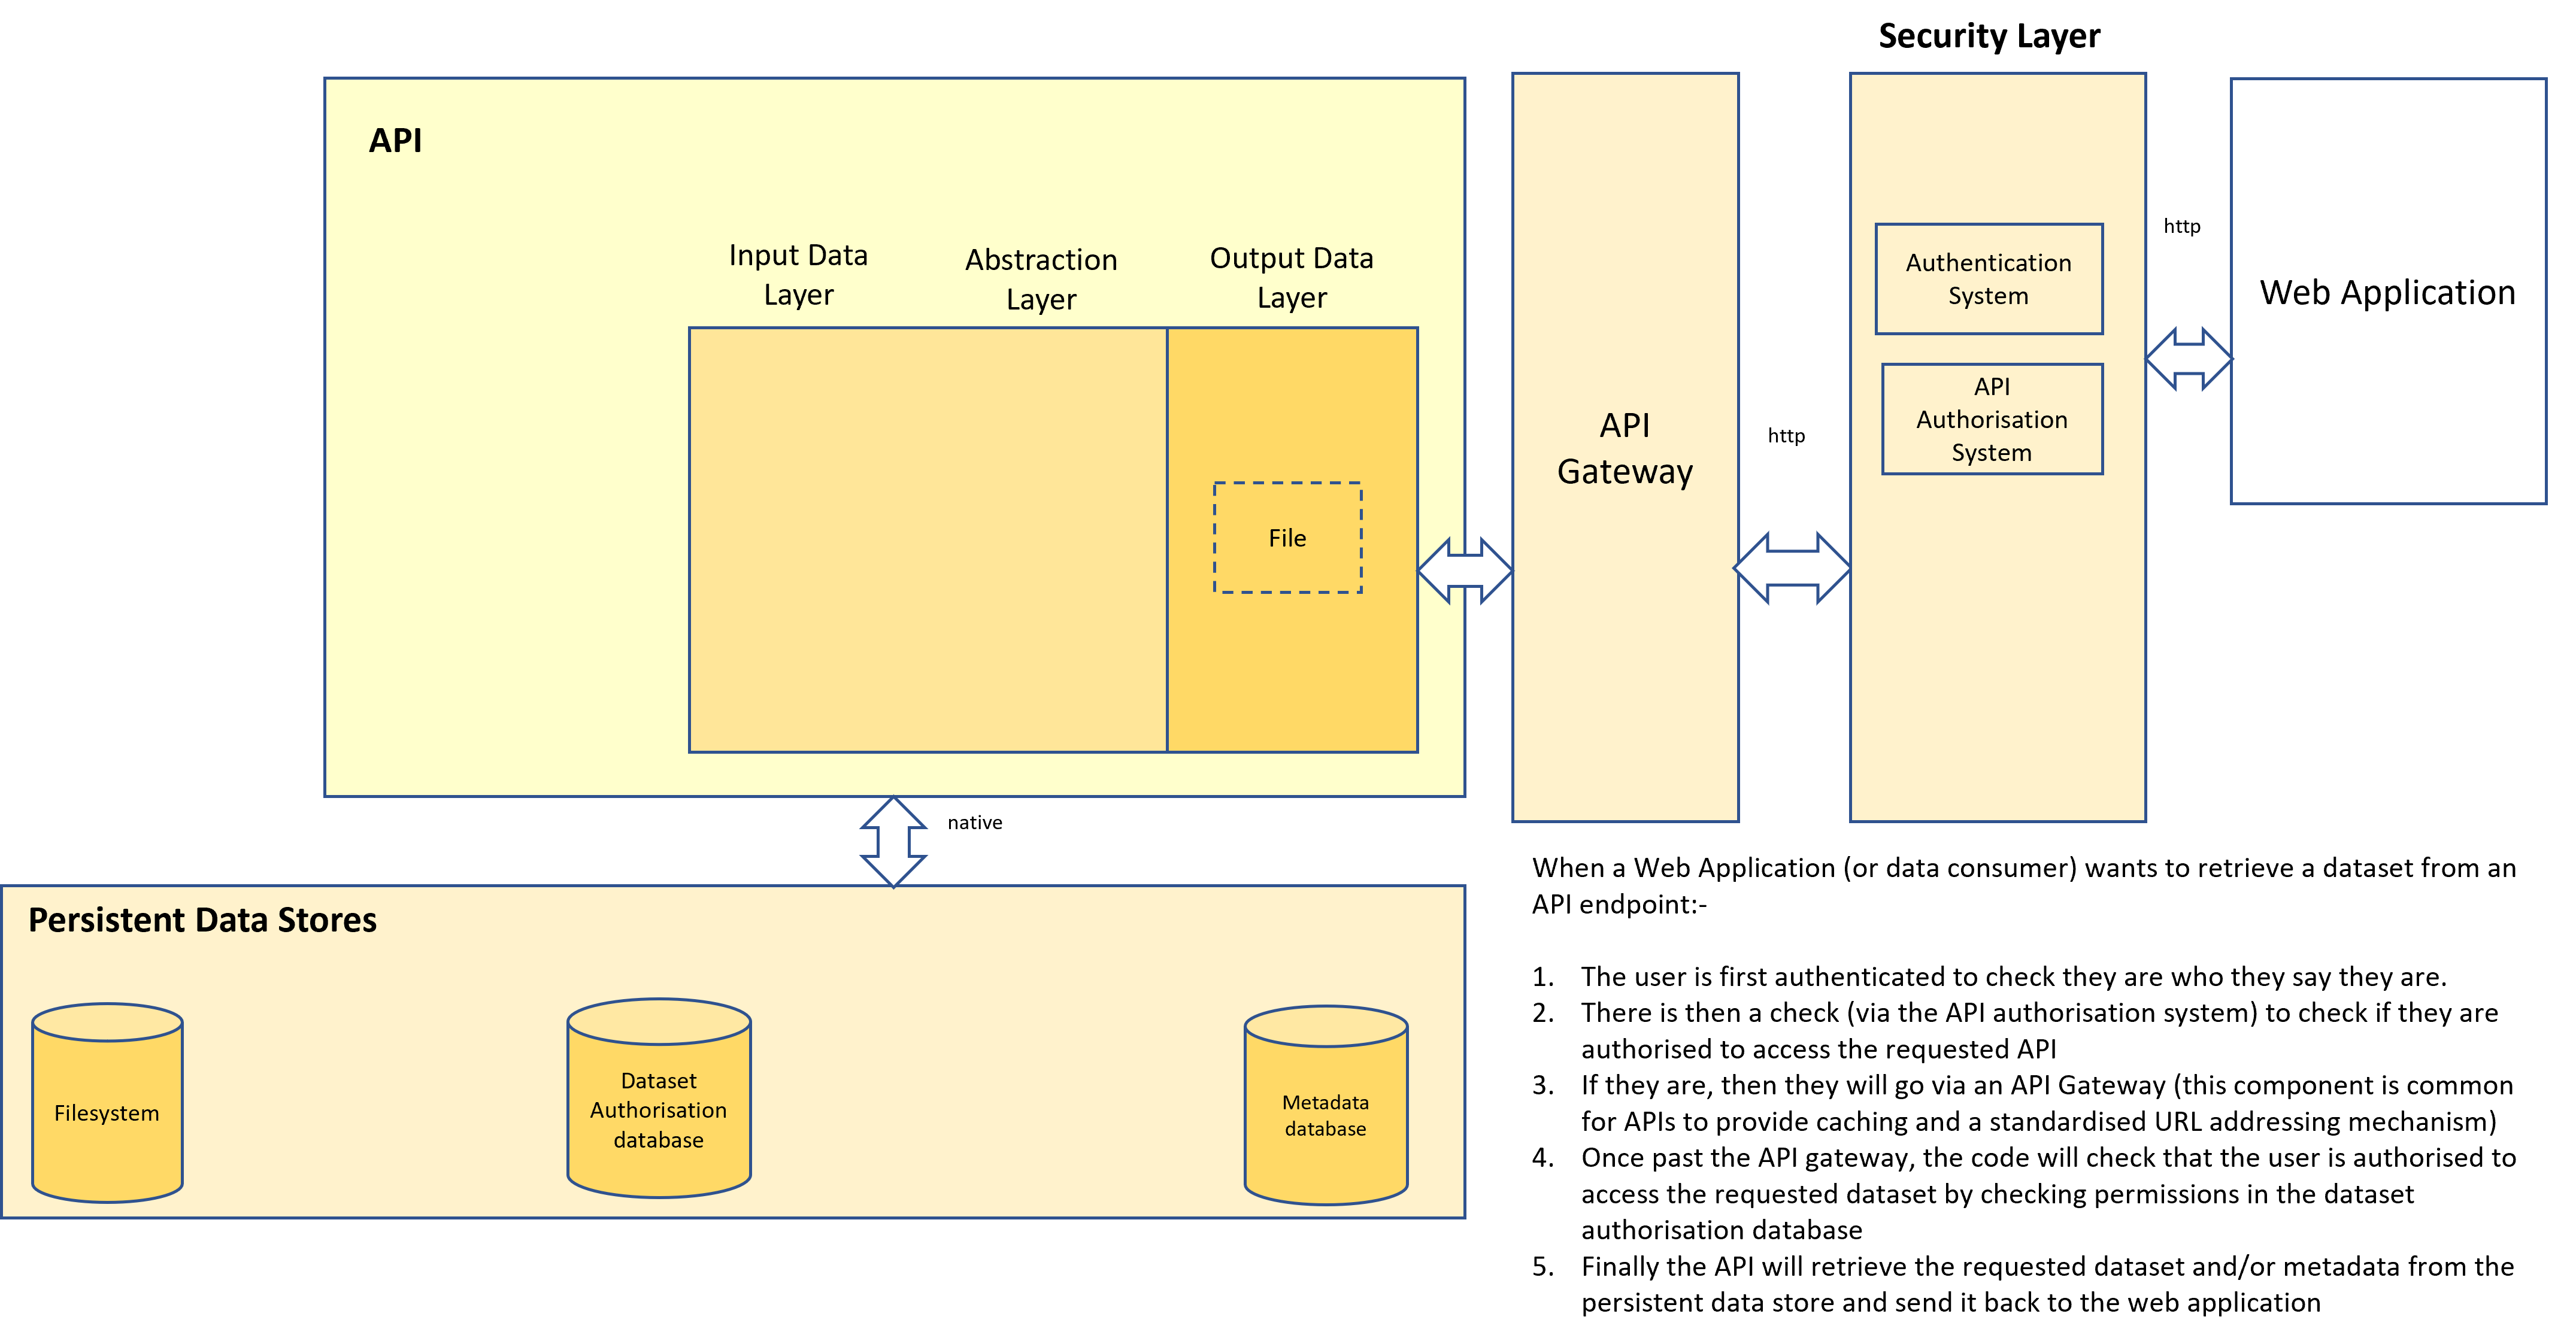 Security Layer
API
Input Data
Layer
Abstraction
Layer
Output Data
Layer
File
API
Gateway
http
Authentication
System
API
Authorisation
System
http
Web Application
native
Persistent Data Stores
Filesystem
Dataset
Authorisation
database
Metadata
database
When a Web Application (or data consumer) wants to retrieve a dataset from an
API endpoint:-
1. The user is first authenticated to check they are who they say they are.
2. There is then a check (via the API authorisation system) to check if they are
authorised to access the requested API
3. If they are, then they will go via an API Gateway (this component is common
for APIs to provide caching and a standardised URL addressing mechanism)
4. Once past the API gateway, the code will check that the user is authorised to
access the requested dataset by checking permissions in the dataset
authorisation database
5. Finally the API will retrieve the requested dataset and/or metadata from the
persistent data store and send it back to the web application